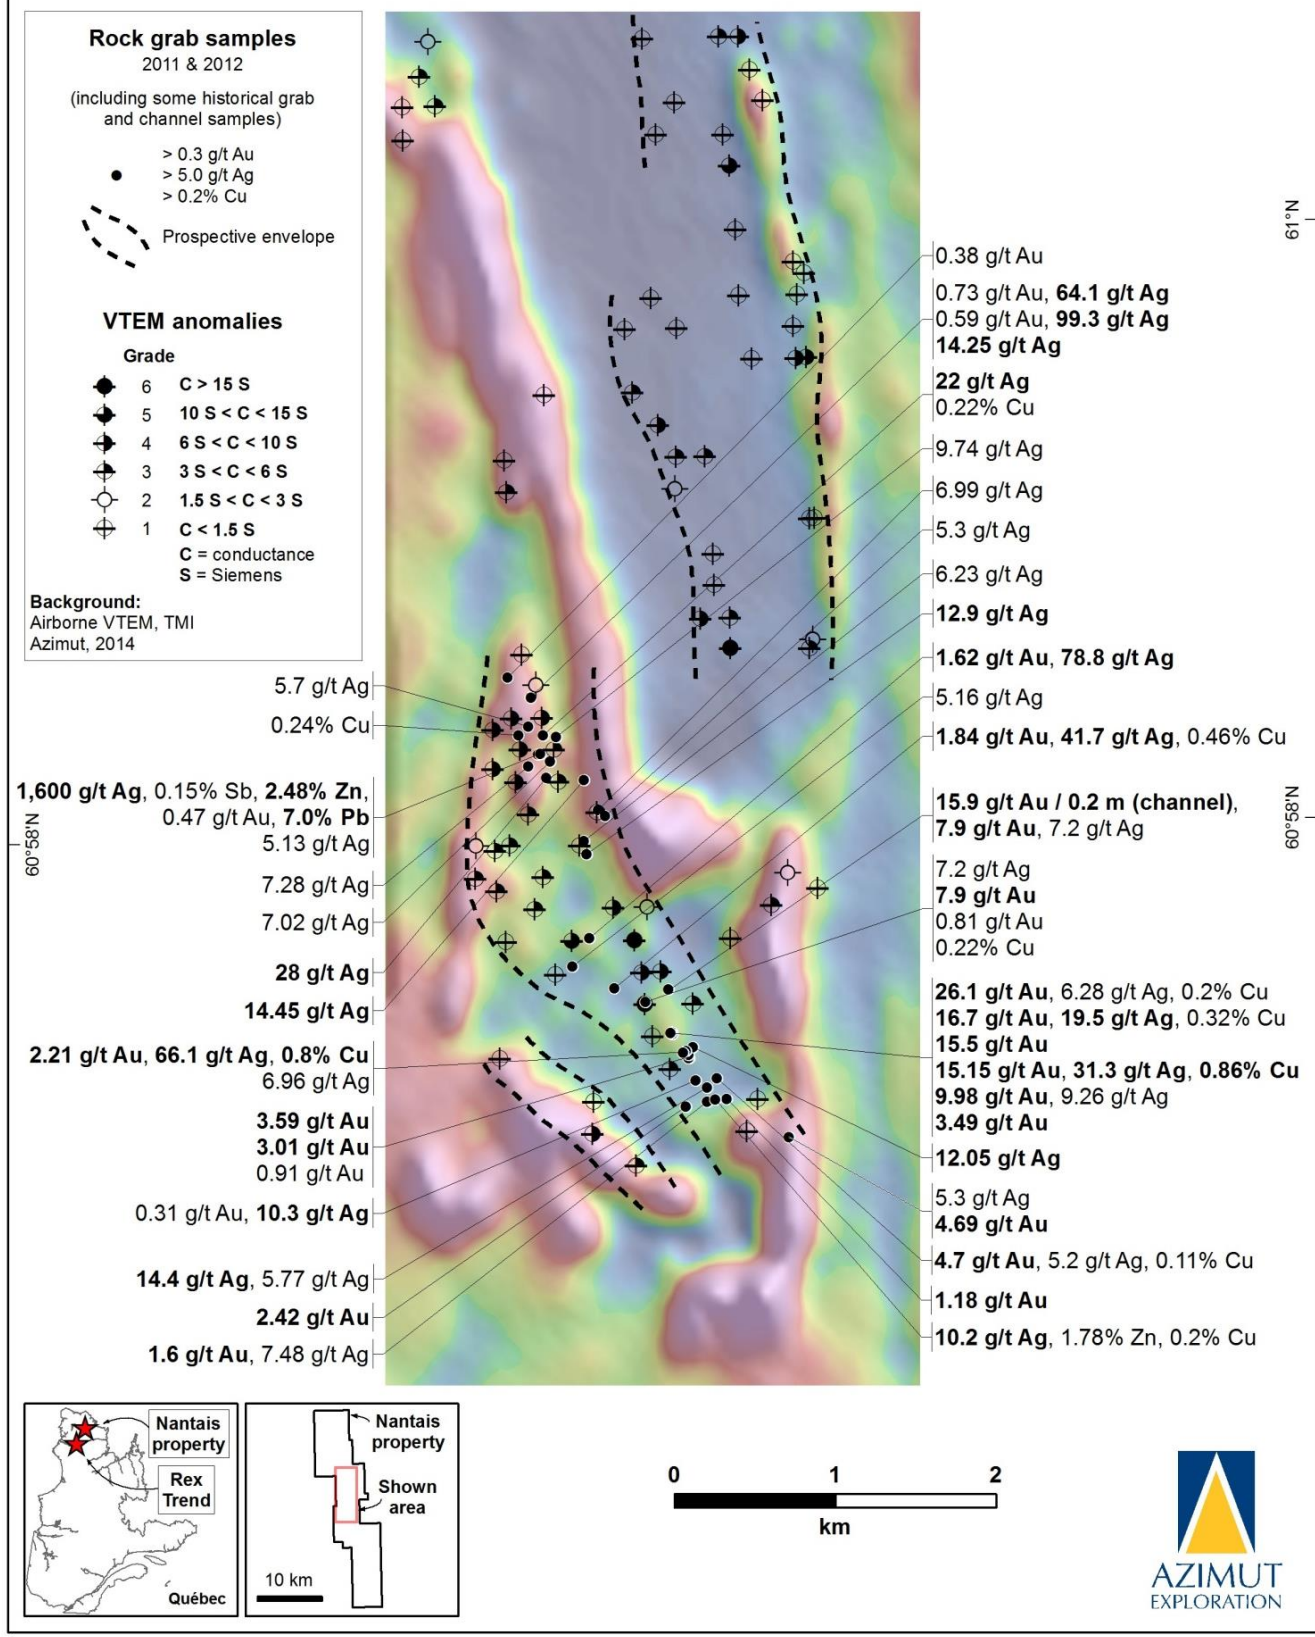 Rock grab samples
2011 & 2012
(including some historical grab
and channel samples)
> 0.3 g/t Au
> 5.0 g/t Ag
> 0.2% Cu
Prospective envelope
VTEM anomalies
Grade
6 C > 15 S
5 10 S < C < 15 S
4 6 S < C < 10 S
3 3 S < C < 6 S
2 1.5 S < C < 3 S
1 C < 1.5 S
C = conductance
S = Siemens
Background:
Airborne VTEM, TMI
Azimut, 2014
5.7 g/t Ag
0.24% Cu
1,600 g/t Ag, 0.15% Sb, 2.48% Zn,
0.47 g/t Au, 7.0% Pb
5.13 g/t Ag
7.28 g/t Ag
7.02 g/t Ag
28 g/t Ag
14.45 g/t Ag
2.21 g/t Au, 66.1 g/t Ag, 0.8% Cu
6.96 g/t Ag
3.59 g/t Au
3.01 g/t Au
0.91 g/t Au
0.31 g/t Au, 10.3 g/t Ag
14.4 g/t Ag, 5.77 g/t Ag
2.42 g/t Au
1.6 g/t Au, 7.48 g/t Ag
60°58'N
61°N
0.38 g/t Au
0.73 g/t Au, 64.1 g/t Ag
0.59 g/t Au, 99.3 g/t Ag
14.25 g/t Ag
22 g/t Ag
0.22% Cu
9.74 g/t Ag
6.99 g/t Ag
5.3 g/t Ag
6.23 g/t Ag
12.9 g/t Ag
1.62 g/t Au, 78.8 g/t Ag
5.16 g/t Ag
1.84 g/t Au, 41.7 g/t Ag, 0.46% Cu
15.9 g/t Au / 0.2 m (channel),
7.9 g/t Au, 7.2 g/t Ag
60°58'N
7.2 g/t Ag
7.9 g/t Au
0.81 g/t Au
0.22% Cu
26.1 g/t Au, 6.28 g/t Ag, 0.2% Cu
16.7 g/t Au, 19.5 g/t Ag, 0.32% Cu
15.5 g/t Au
15.15 g/t Au, 31.3 g/t Ag, 0.86% Cu
9.98 g/t Au, 9.26 g/t Ag
3.49 g/t Au
12.05 g/t Ag
5.3 g/t Ag
4.69 g/t Au
4.7 g/t Au, 5.2 g/t Ag, 0.11% Cu
1.18 g/t Au
10.2 g/t Ag, 1.78% Zn, 0.2% Cu
Nantais
property
Rex
Trend
Québec
Nantais
property
Shown
area
10 km
0 1 2
km
AZIMUT
EXPLORATION